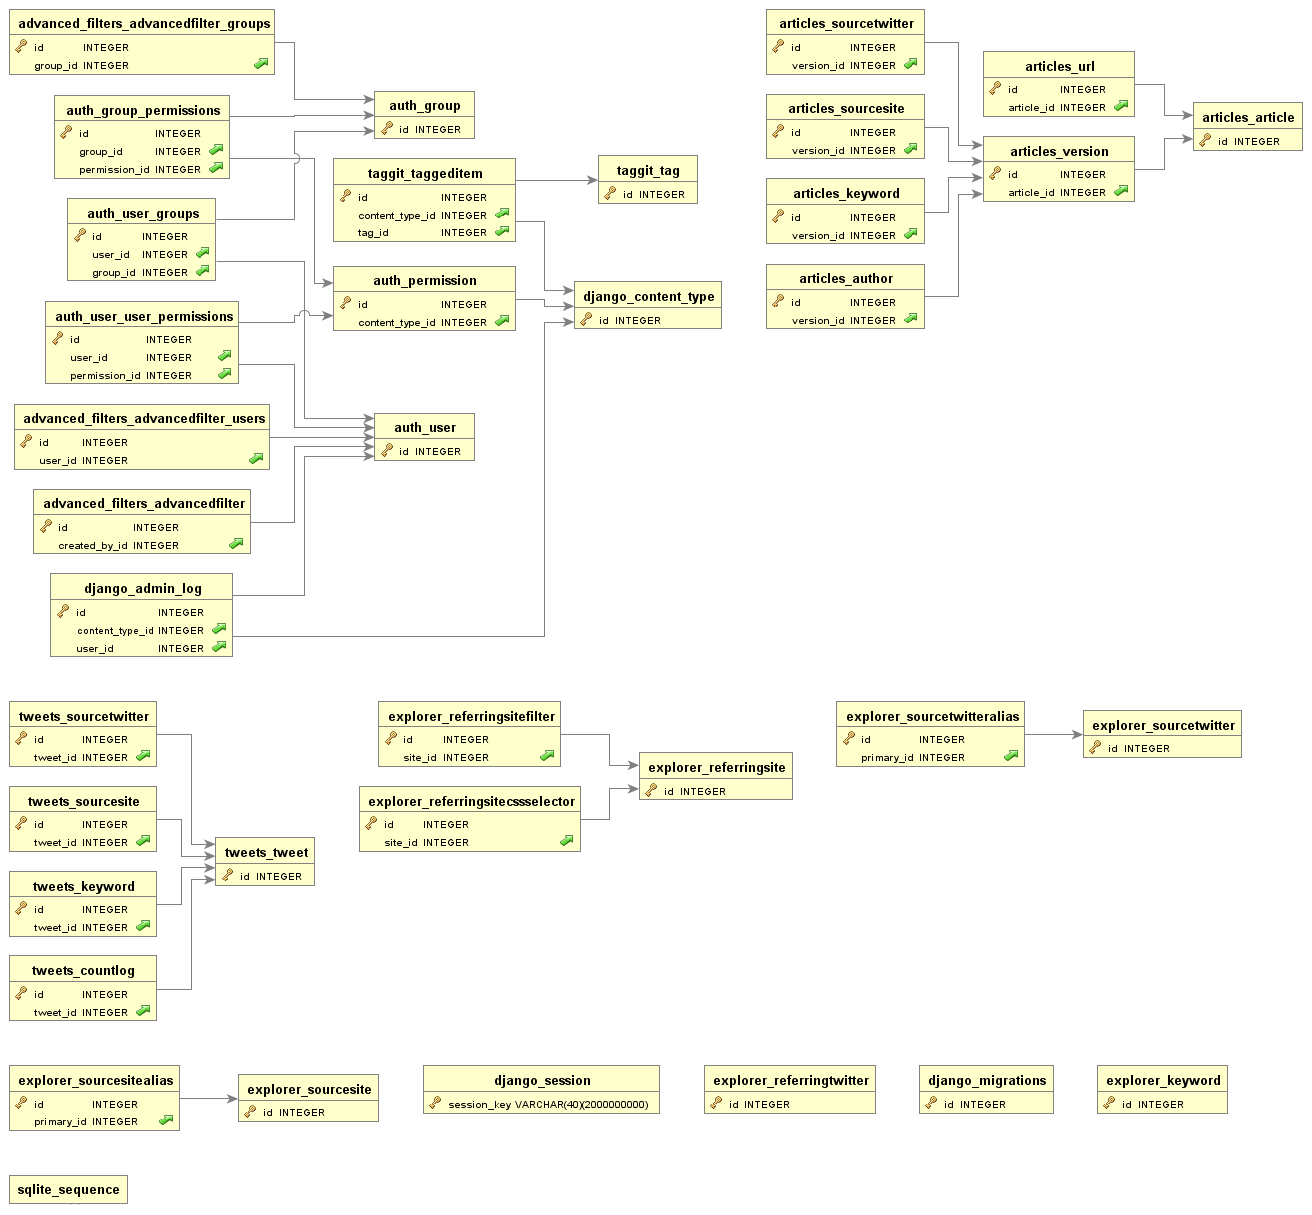 advanced_filters_advancedfilter_groups
id INTEGER
group_id INTEGER
auth_group_permissions
id INTEGER
group_id INTEGER
permission_id INTEGER
auth_user_groups
id INTEGER
user_id INTEGER
group_id INTEGER
auth_user_user_permissions
id INTEGER
user_id INTEGER
permission_id INTEGER
advanced_filters_advancedfilter_users
id INTEGER
user_id INTEGER
advanced_filters_advancedfilter
id INTEGER
created_by_id INTEGER
django_admin_log
id INTEGER
content_type_id INTEGER
user_id INTEGER
auth_group
id INTEGER
taggit_taggeditem
id INTEGER
content_type_id INTEGER
tag_id INTEGER
auth_permission
id INTEGER
content_type_id INTEGER
auth_user
id INTEGER
taggit_tag
id INTEGER
django_content_type
id INTEGER
articles_sourcetwitter
id INTEGER
version_id INTEGER
articles_sourcesite
id INTEGER
version_id INTEGER
articles_keyword
id INTEGER
version_id INTEGER
articles_author
id INTEGER
version_id INTEGER
articles_url
id INTEGER
article_id INTEGER
articles_version
id INTEGER
article_id INTEGER
articles_article
id INTEGER
tweets_sourcetwitter
id INTEGER
tweet_id INTEGER
tweets_sourcesite
id INTEGER
tweet_id INTEGER
tweets_keyword
id INTEGER
tweet_id INTEGER
tweets_countlog
id INTEGER
tweet_id INTEGER
tweets_tweet
id INTEGER
explorer_referringsitefilter
id INTEGER
site_id INTEGER
explorer_referringsitecssselector
id INTEGER
site_id INTEGER
explorer_referringsite
id INTEGER
explorer_sourcetwitteralias
id INTEGER
primary_id INTEGER
explorer_sourcetwitter
id INTEGER
explorer_sourcesitealias
id INTEGER
primary_id INTEGER
explorer_sourcesite
id INTEGER
django_session
session_key VARCHAR(40)(2000000000)
explorer_referringtwitter
id INTEGER
django_migrations
id INTEGER
explorer_keyword
id INTEGER
sqlite_sequence